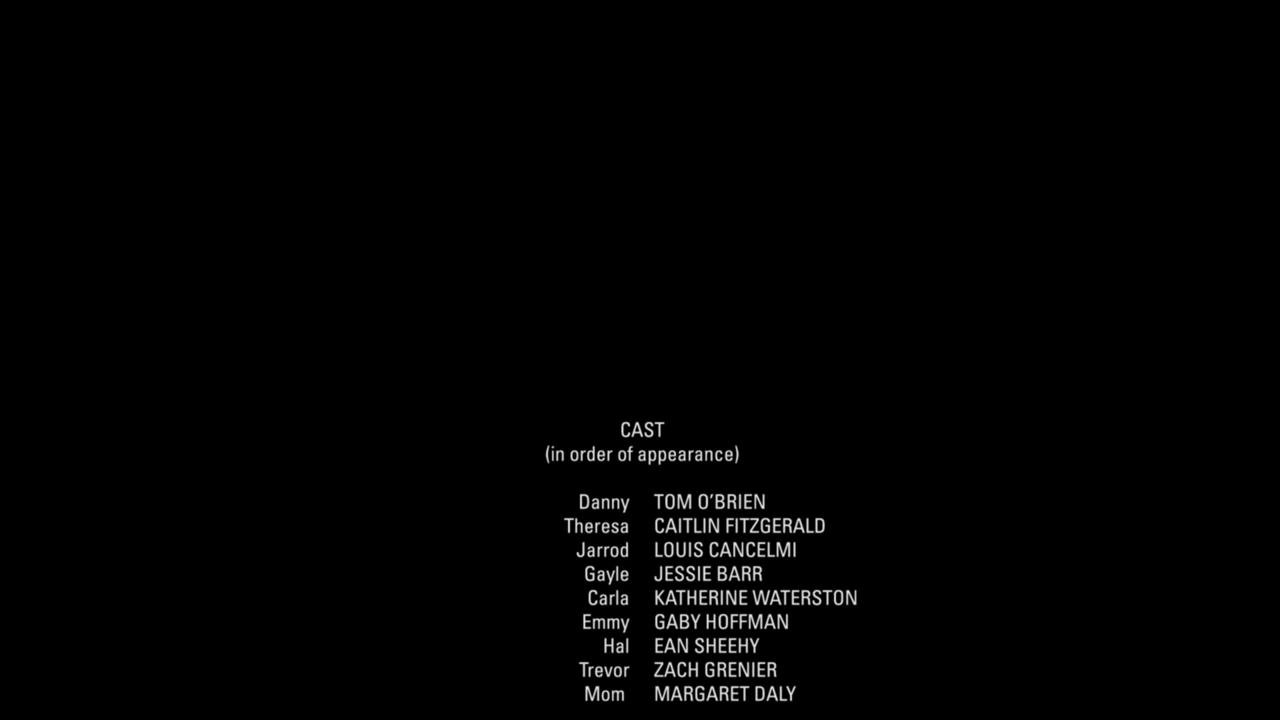 CAST
(in order of appearance)
Danny TOM O'BRIEN
Theresa CAITLIN FITZGERALD
Jarrod LOUIS CANCELMI
Gayle JESSIE BARR
Carla KATHERINE WATERSTON
Emmy GABY HOFFMAN
Hal EAN SHEEHY
Trevor ZACH GRENIER
Mom MARGARET DALY